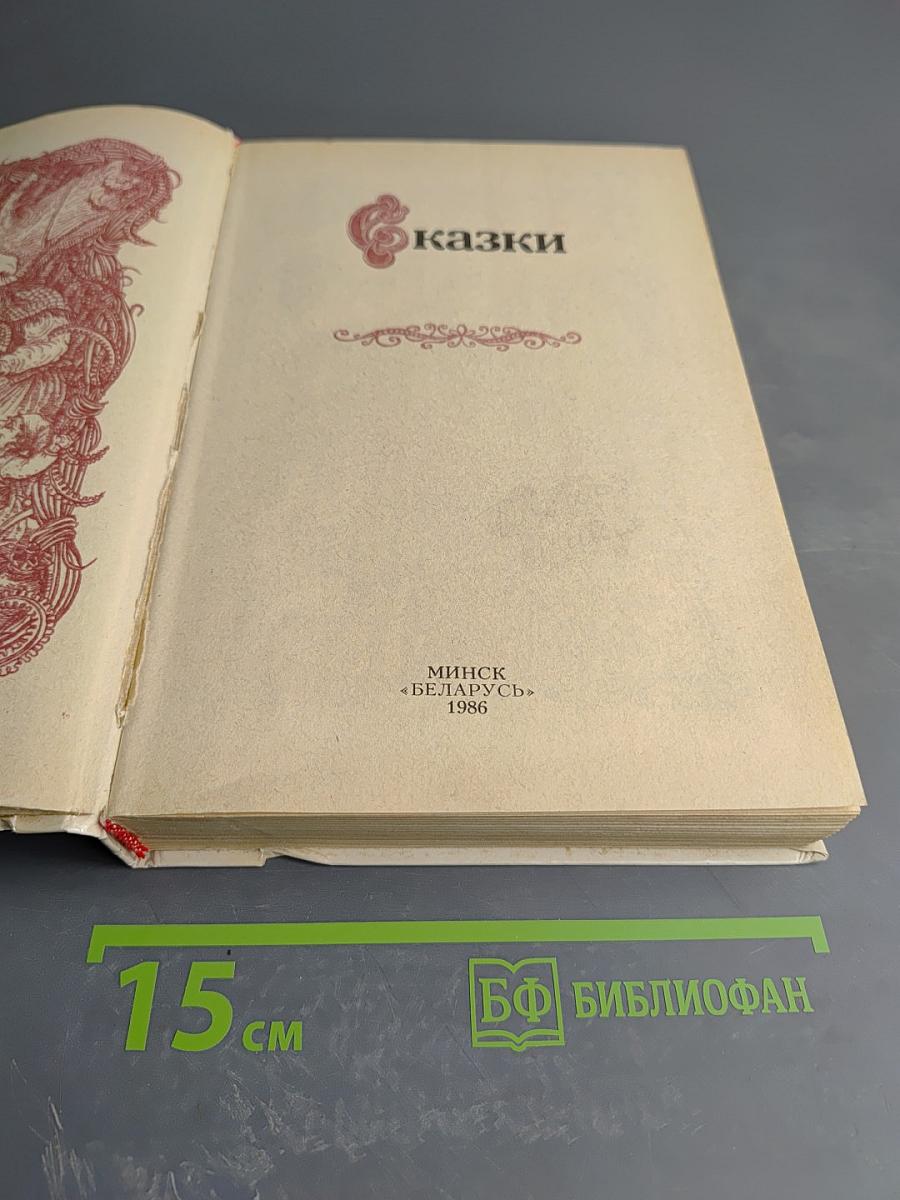 Сказки
МИНСК
«БЕЛАРУСЬ»
1986
15 см
БФ БИБЛИОФАН